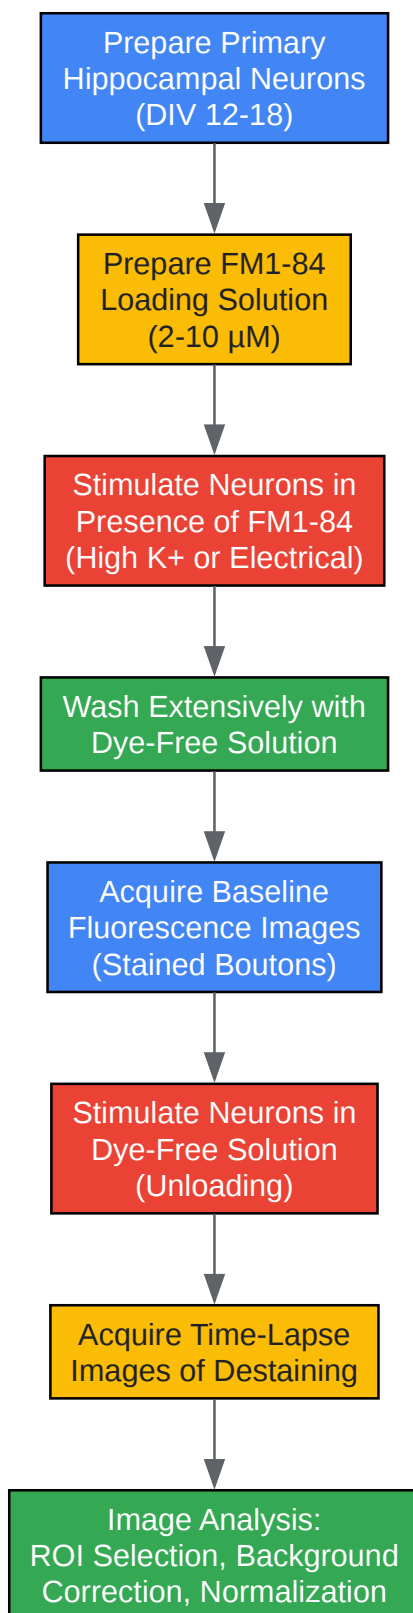 Prepare Primary
Hippocampal Neurons
(DIV 12-18)
Prepare FM1-84
Loading Solution
(2-10 µM)
Stimulate Neurons in
Presence of FM1-84
(High K+ or Electrical)
Wash Extensively with
Dye-Free Solution
Acquire Baseline
Fluorescence Images
(Stained Boutons)
Stimulate Neurons in
Dye-Free Solution
(Unloading)
Acquire Time-Lapse
Images of Destaining
Image Analysis:
ROI Selection, Background
Correction, Normalization